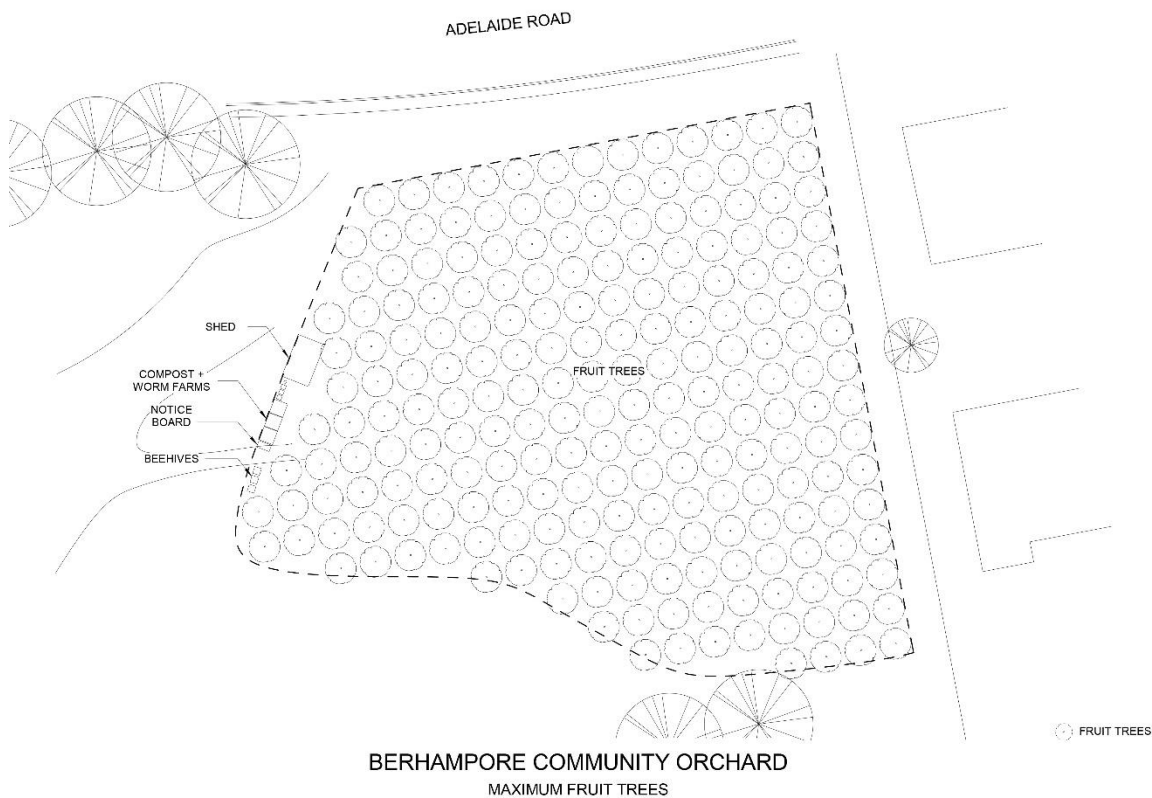 ADELAIDE ROAD
SHED
COMPOST +
WORM FARMS
NOTICE
BOARD
BEEHIVES
FRUIT TREES
FRUIT TREES
BERHAMPORE COMMUNITY ORCHARD
MAXIMUM FRUIT TREES